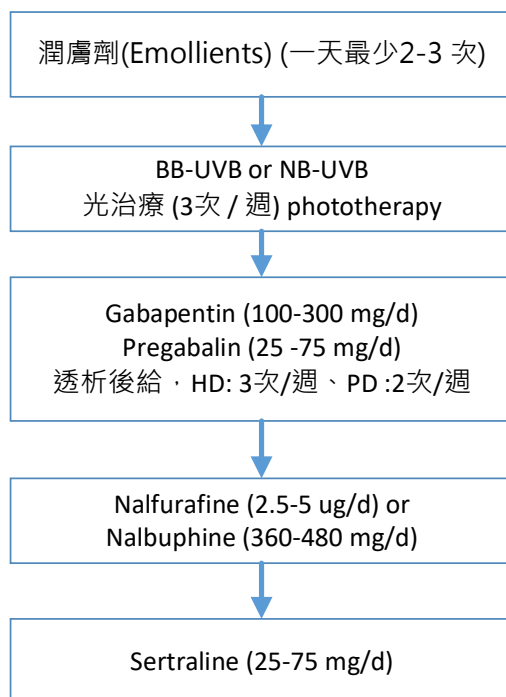 潤膚劑(Emollients) (一天最少2-3 次)
BB-UVB or NB-UVB
光治療 (3次 / 週) phototherapy
Gabapentin (100-300 mg/d)
Pregabalin (25 -75 mg/d)
透析後給，HD: 3次/週、PD :2次/週
Nalfurafine (2.5-5 ug/d) or
Nalbuphine (360-480 mg/d)
Sertraline (25-75 mg/d)